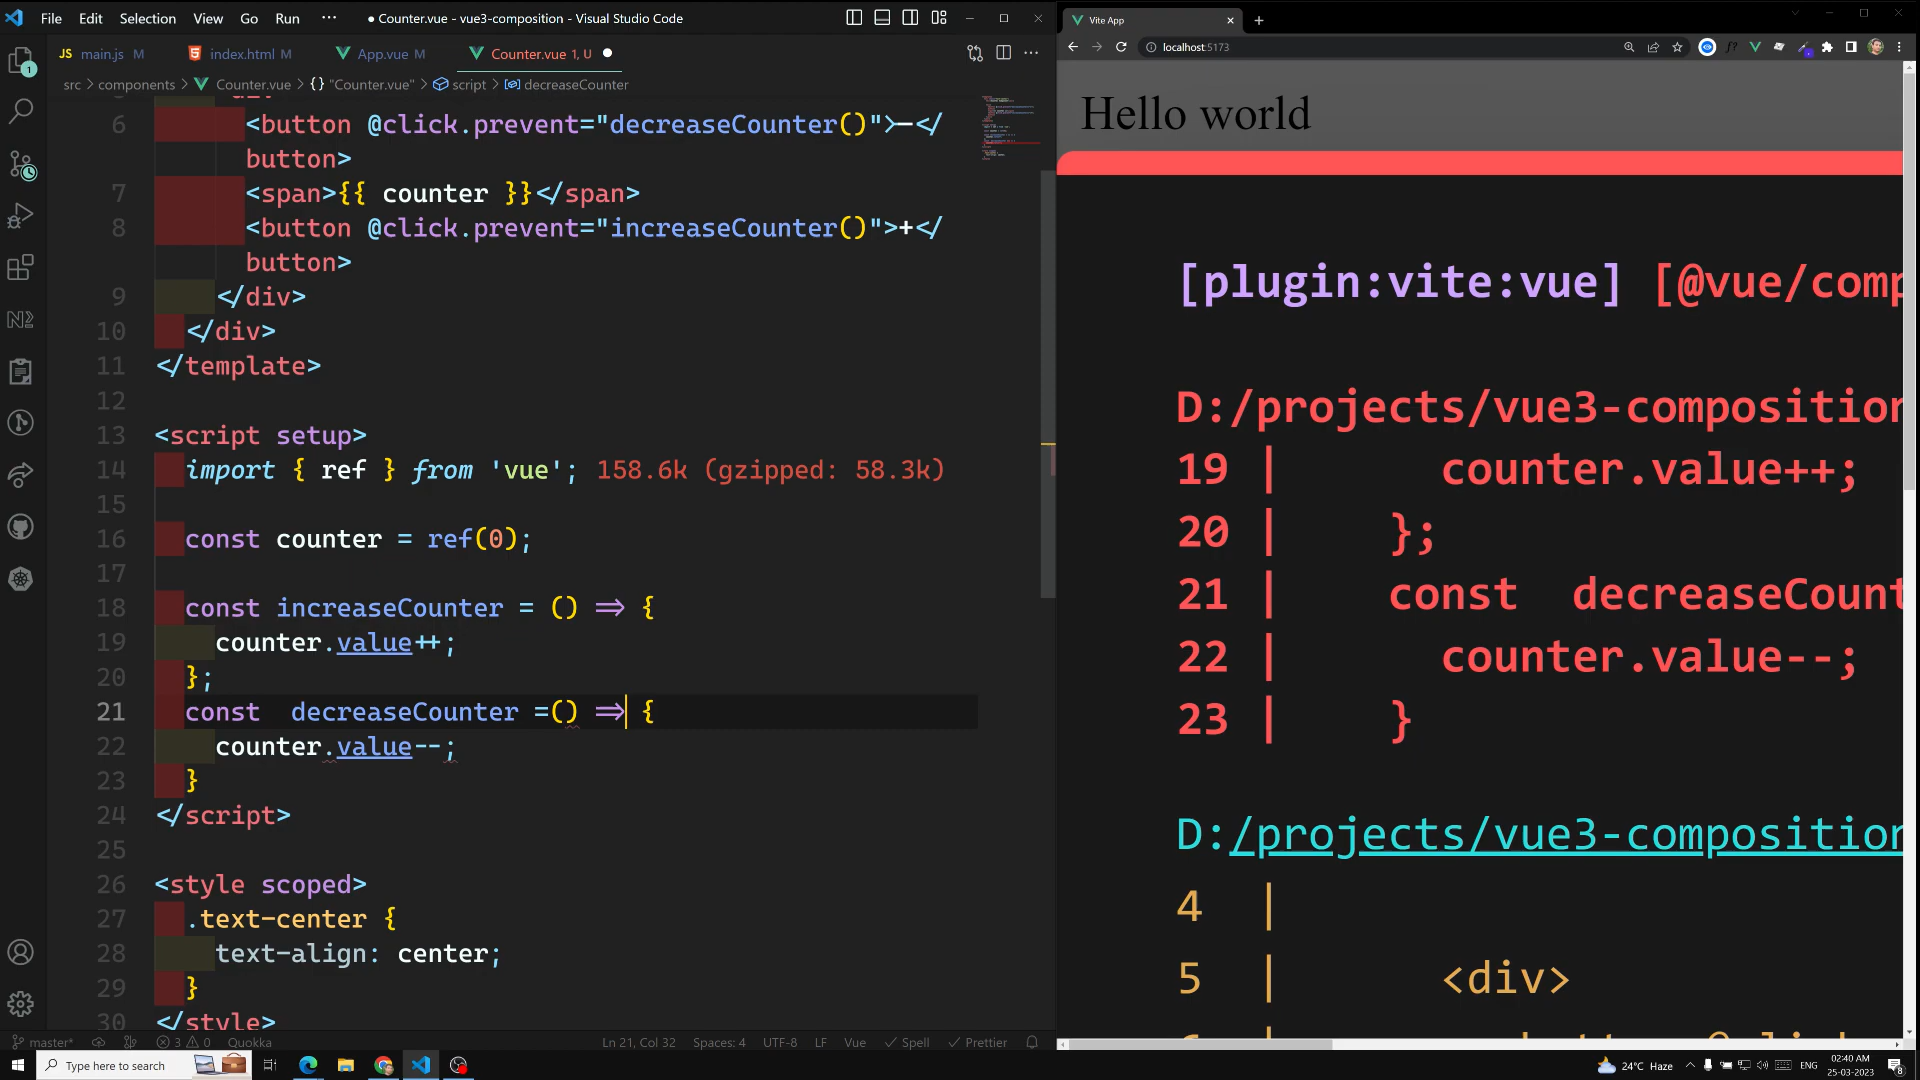 File Edit Selection View Go Run ··· ● Counter.vue - vue3-composition - Visual Studio Code
JS main.js M index.html M App.vue M Counter.vue 1, U ●
src > components > Counter.vue > {} "Counter.vue" > script > decreaseCounter
6 <button @click.prevent="decreaseCounter()">-</
button>
7 <span>{{ counter }}</span>
8 <button @click.prevent="increaseCounter()">+</
button>
9 </div>
10 </div>
11 </template>
12
13 <script setup>
14 import { ref } from 'vue'; 158.6k (gzipped: 58.3k)
15
16 const counter = ref(0);
17
18 const increaseCounter = () => {
19 counter.value++;
20 };
21 const  decreaseCounter =() => {
22 counter.value--;
23 }
24 </script>
25
26 <style scoped>
27 .text-center {
28 text-align: center;
29 }
30 </style>
master* 3 0 Quokka Ln 21, Col 32 Spaces: 4 UTF-8 LF Vue Spell Prettier
Vite App
localhost:5173
Hello world
[plugin:vite:vue] [@vue/comp
D:/projects/vue3-composition
19 | counter.value++;
20 | };
21 | const  decreaseCount
22 | counter.value--;
23 | }
D:/projects/vue3-composition
4 |
5 | <div>
Type here to search
24°C Haze ENG 02:40 AM
25-03-2023 8